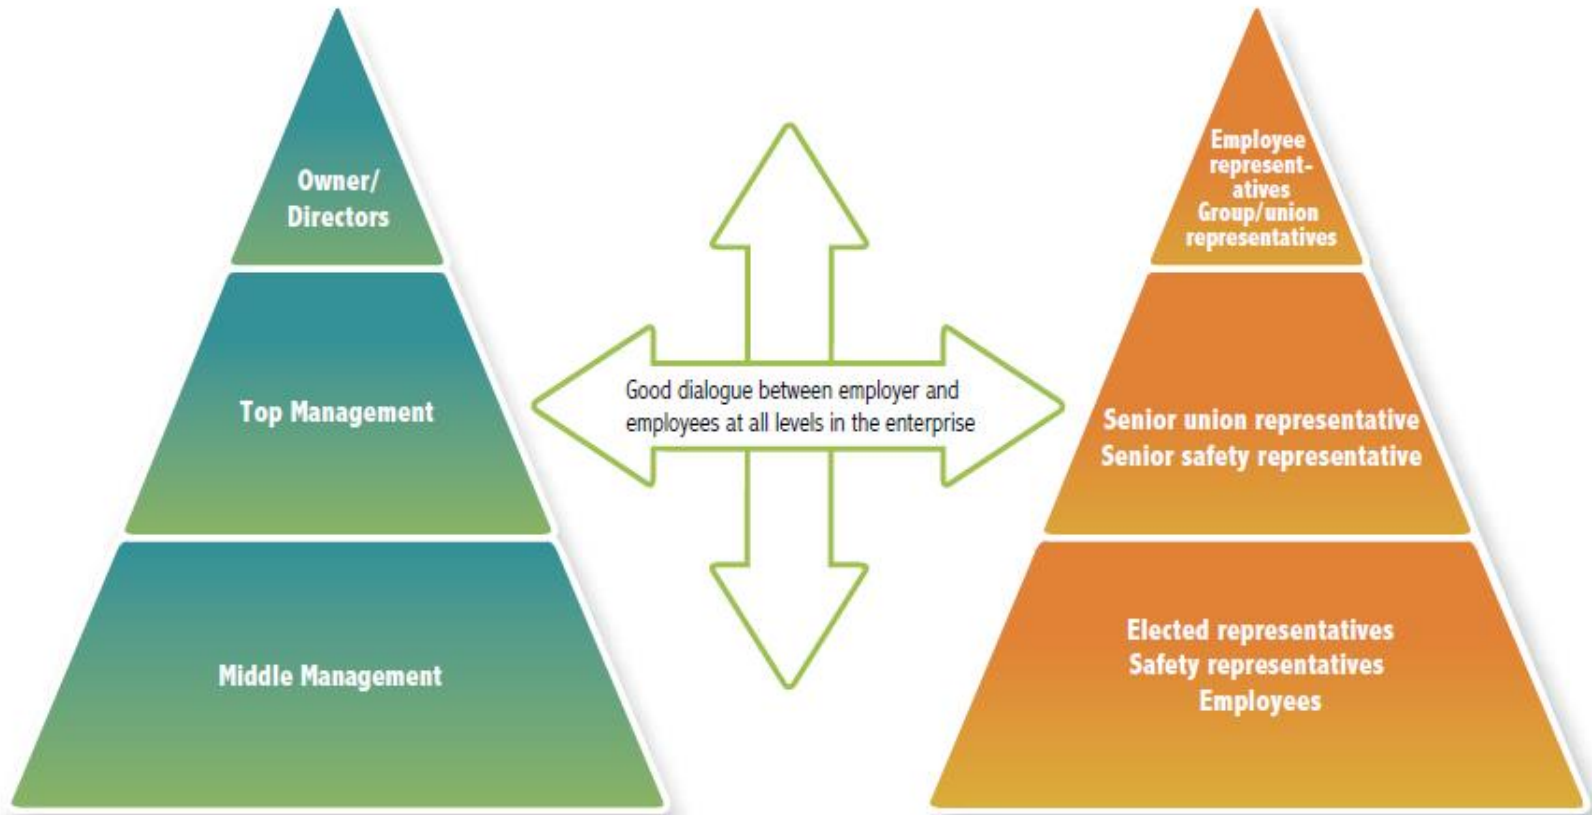 Owner/
Directors
Top Management
Middle Management
Good dialogue between employer and
employees at all levels in the enterprise
Employee
represent-
atives
Group/union
representatives
Senior union representative
Senior safety representative
Elected representatives
Safety representatives
Employees